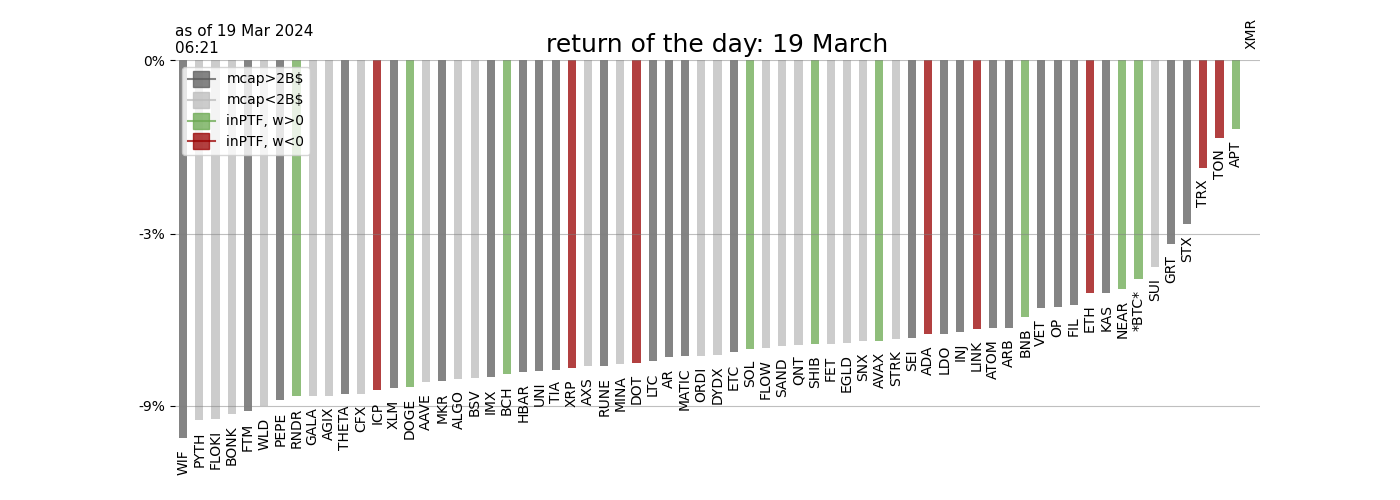 as of 19 Mar 2024
06:21
return of the day: 19 March
XMR
0%
-3%
-9%
mcap>2B$
mcap<2B$
inPTF, w>0
inPTF, w<0
WIF
PYTH
FLOKI
BONK
FTM
WLD
PEPE
RNDR
GALA
AGIX
THETA
CFX
ICP
XLM
DOGE
AAVE
MKR
ALGO
BSV
IMX
BCH
HBAR
UNI
TIA
XRP
AXS
RUNE
MINA
DOT
LTC
AR
MATIC
ORDI
DYDX
ETC
SOL
FLOW
SAND
QNT
SHIB
FET
EGLD
SNX
AVAX
STRK
SEI
ADA
LDO
INJ
LINK
ATOM
ARB
BNB
VET
OP
FIL
ETH
KAS
NEAR
*BTC*
SUI
GRT
STX
TRX
TON
APT